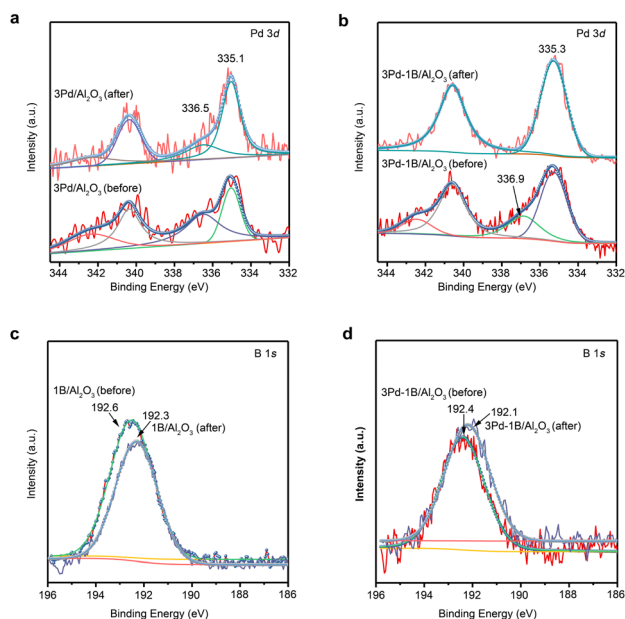 a
Pd 3d
335.1
336.5
3Pd/Al2O3 (after)
3Pd/Al2O3 (before)
Intensity (a.u.)
344 342 340 338 336 334 332
Binding Energy (eV)
b
Pd 3d
335.3
3Pd-1B/Al2O3 (after)
3Pd-1B/Al2O3 (before)
336.9
Intensity (a.u.)
344 342 340 338 336 334 332
Binding Energy (eV)
c
B 1s
1B/Al2O3 (before)
192.6
192.3
1B/Al2O3 (after)
Intensity (a.u.)
196 194 192 190 188 186
Binding Energy (eV)
d
B 1s
3Pd-1B/Al2O3 (before)
192.4
192.1
3Pd-1B/Al2O3 (after)
Intensity (a.u.)
196 194 192 190 188 186
Binding Energy (eV)